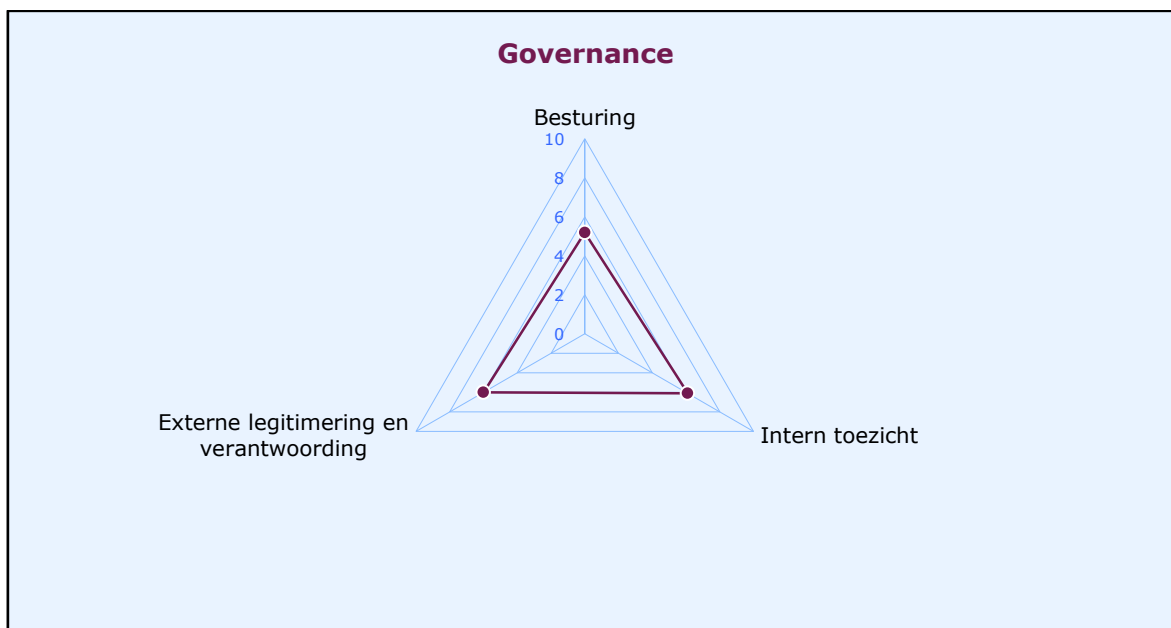 Governance
Besturing
10
8
6
4
2
0
Externe legitimering en
verantwoording
Intern toezicht